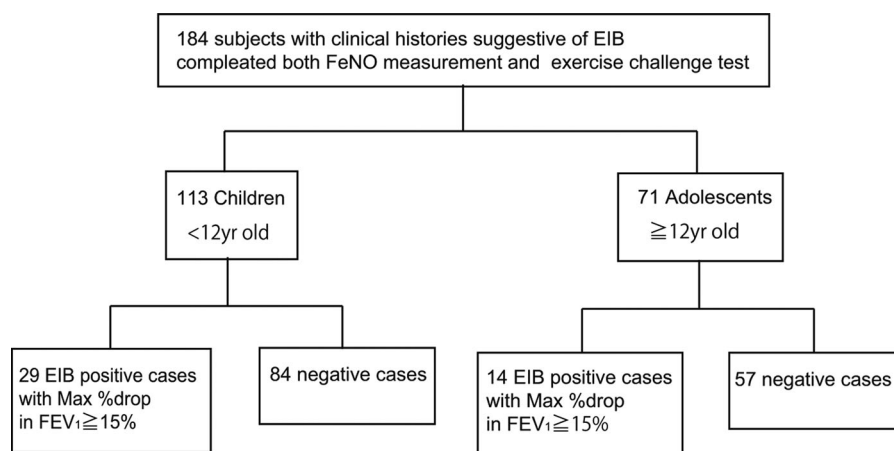 184 subjects with clinical histories suggestive of EIB
compleated both FeNO measurement and exercise challenge test
113 Children
<12yr old
71 Adolescents
≧12yr old
29 EIB positive cases
with Max %drop
in FEV₁≧15%
84 negative cases
14 EIB positive cases
with Max %drop
in FEV₁≧15%
57 negative cases